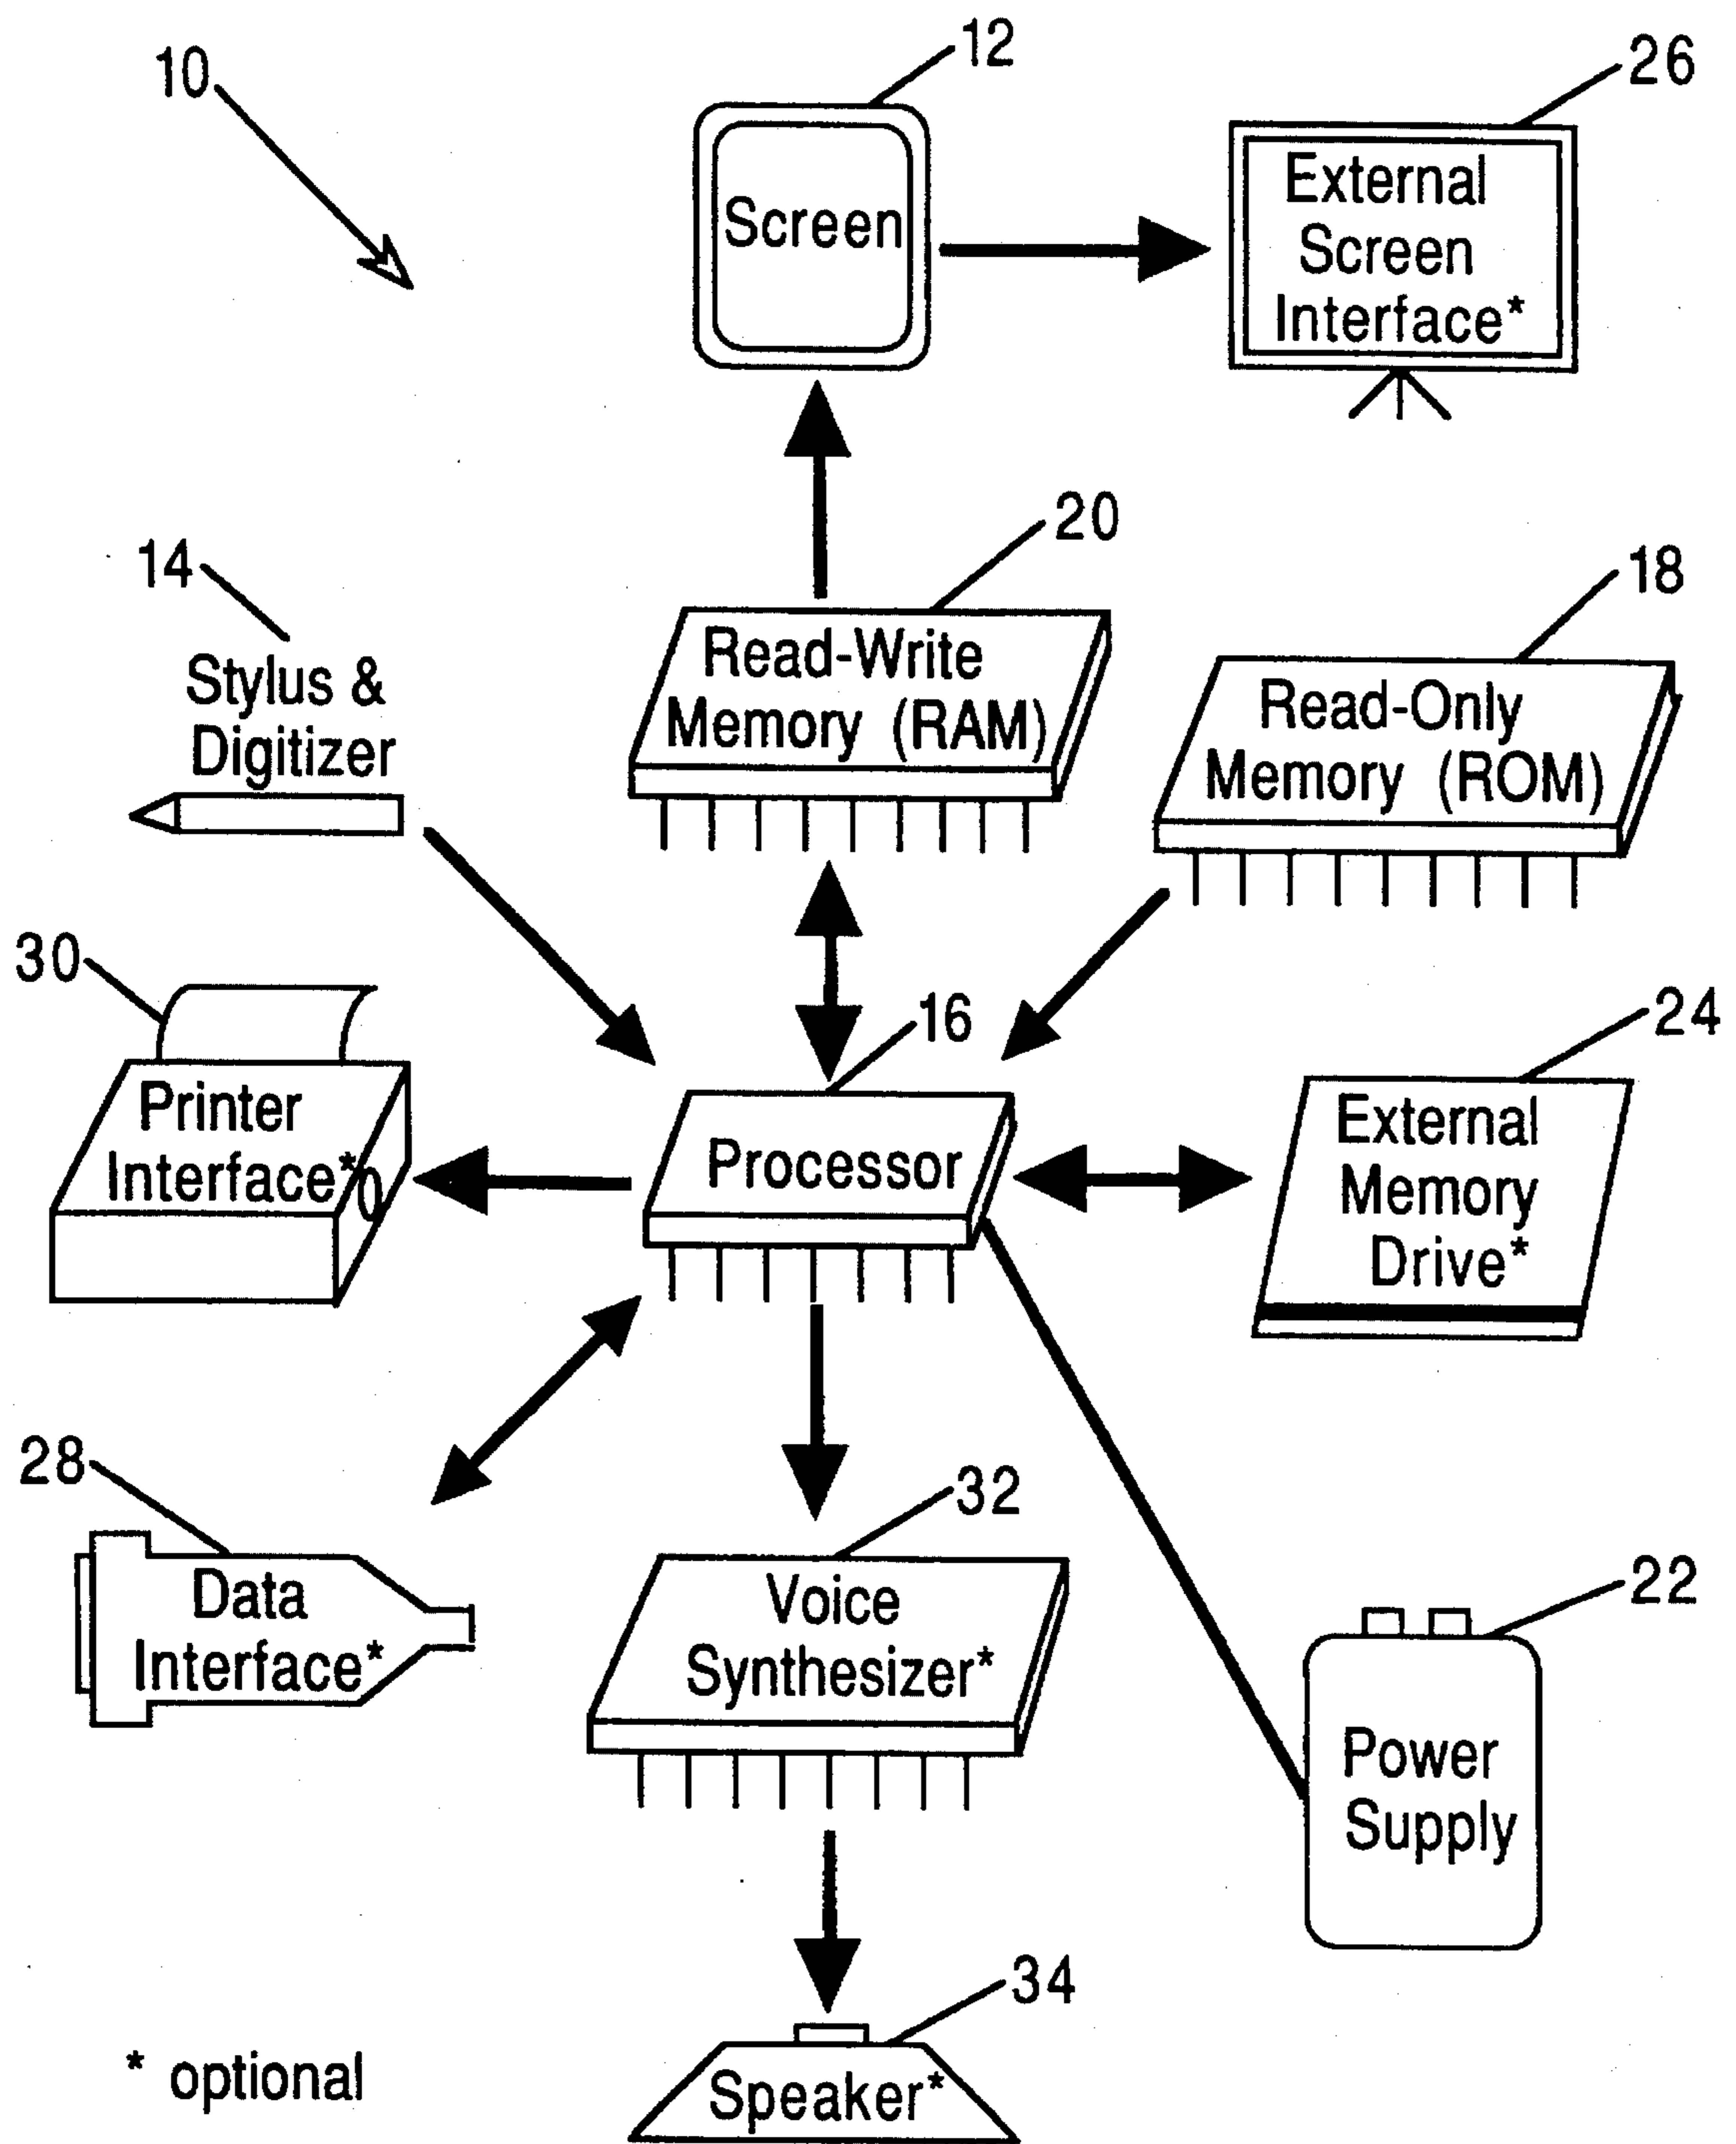 10
12
26
Screen
External
Screen
Interface*
20
14
18
Stylus &
Digitizer
Read-Write
Memory (RAM)
Read-Only
Memory (ROM)
30
16
24
Printer
Interface*
Processor
External
Memory
Drive*
28
32
22
Data
Interface*
Voice
Synthesizer*
Power
Supply
34
* optional
Speaker*